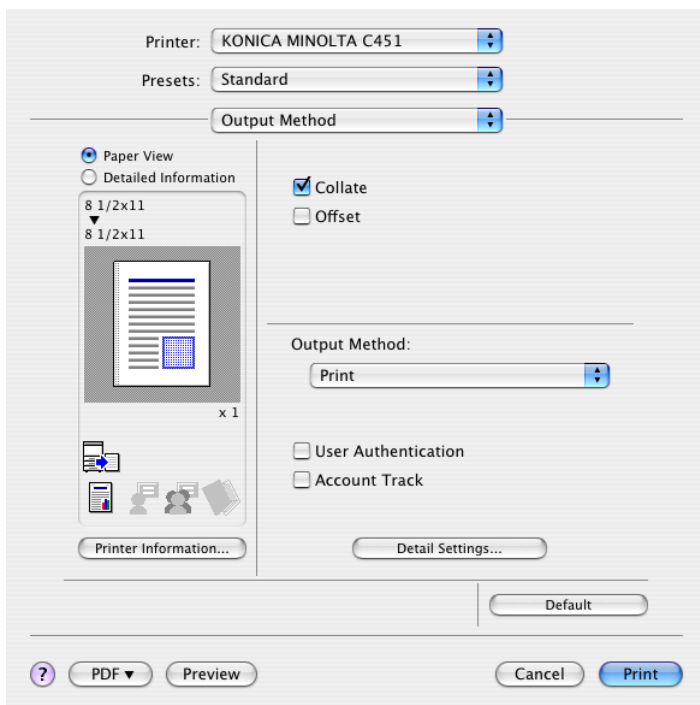 Printer: KONICA MINOLTA C451
Presets: Standard
Output Method
Paper View
Detailed Information
8 1/2x11
▼
8 1/2x11
x 1
Printer Information...
Collate
Offset
Output Method:
Print
User Authentication
Account Track
Detail Settings...
Default
? PDF ▼ Preview Cancel Print